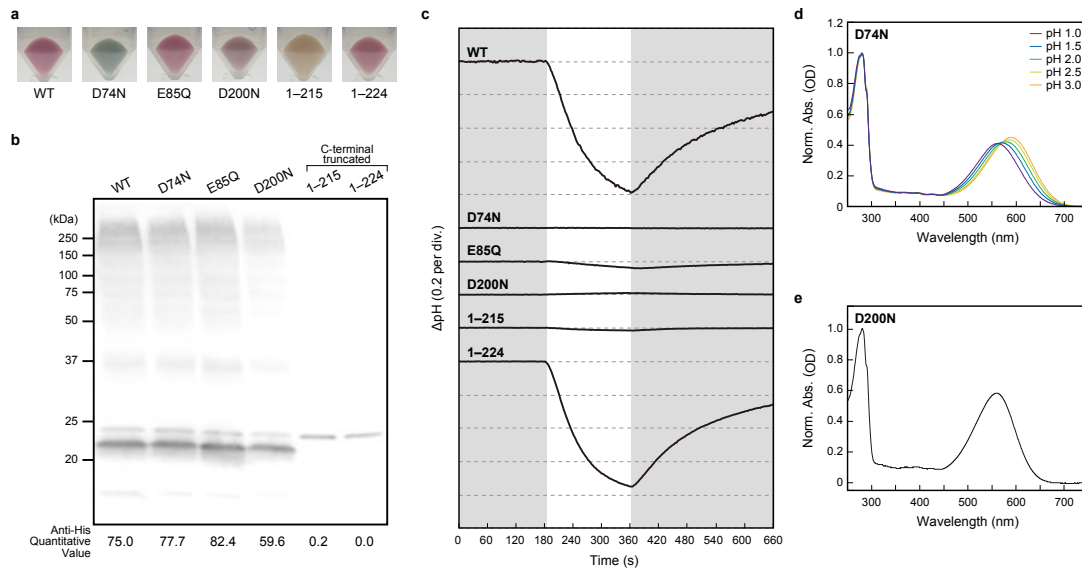 a
WT
D74N
E85Q
D200N
1–215
1–224
b
C-terminal
truncated
WT
D74N
E85Q
D200N
1–215
1–224
(kDa)
250
150
100
75
50
37
25
20
Anti-His
Quantitative
Value
75.0
77.7
82.4
59.6
0.2
0.0
c
WT
D74N
E85Q
D200N
1–215
1–224
ΔpH (0.2 per div.)
0 60 120 180 240 300 360 420 480 540 600 660
Time (s)
d
D74N
pH 1.0
pH 1.5
pH 2.0
pH 2.5
pH 3.0
Norm. Abs. (OD)
1.2
1.0
0.8
0.6
0.4
0.2
0
300 400 500 600 700
Wavelength (nm)
e
D200N
Norm. Abs. (OD)
1.2
1.0
0.8
0.6
0.4
0.2
0
300 400 500 600 700
Wavelength (nm)